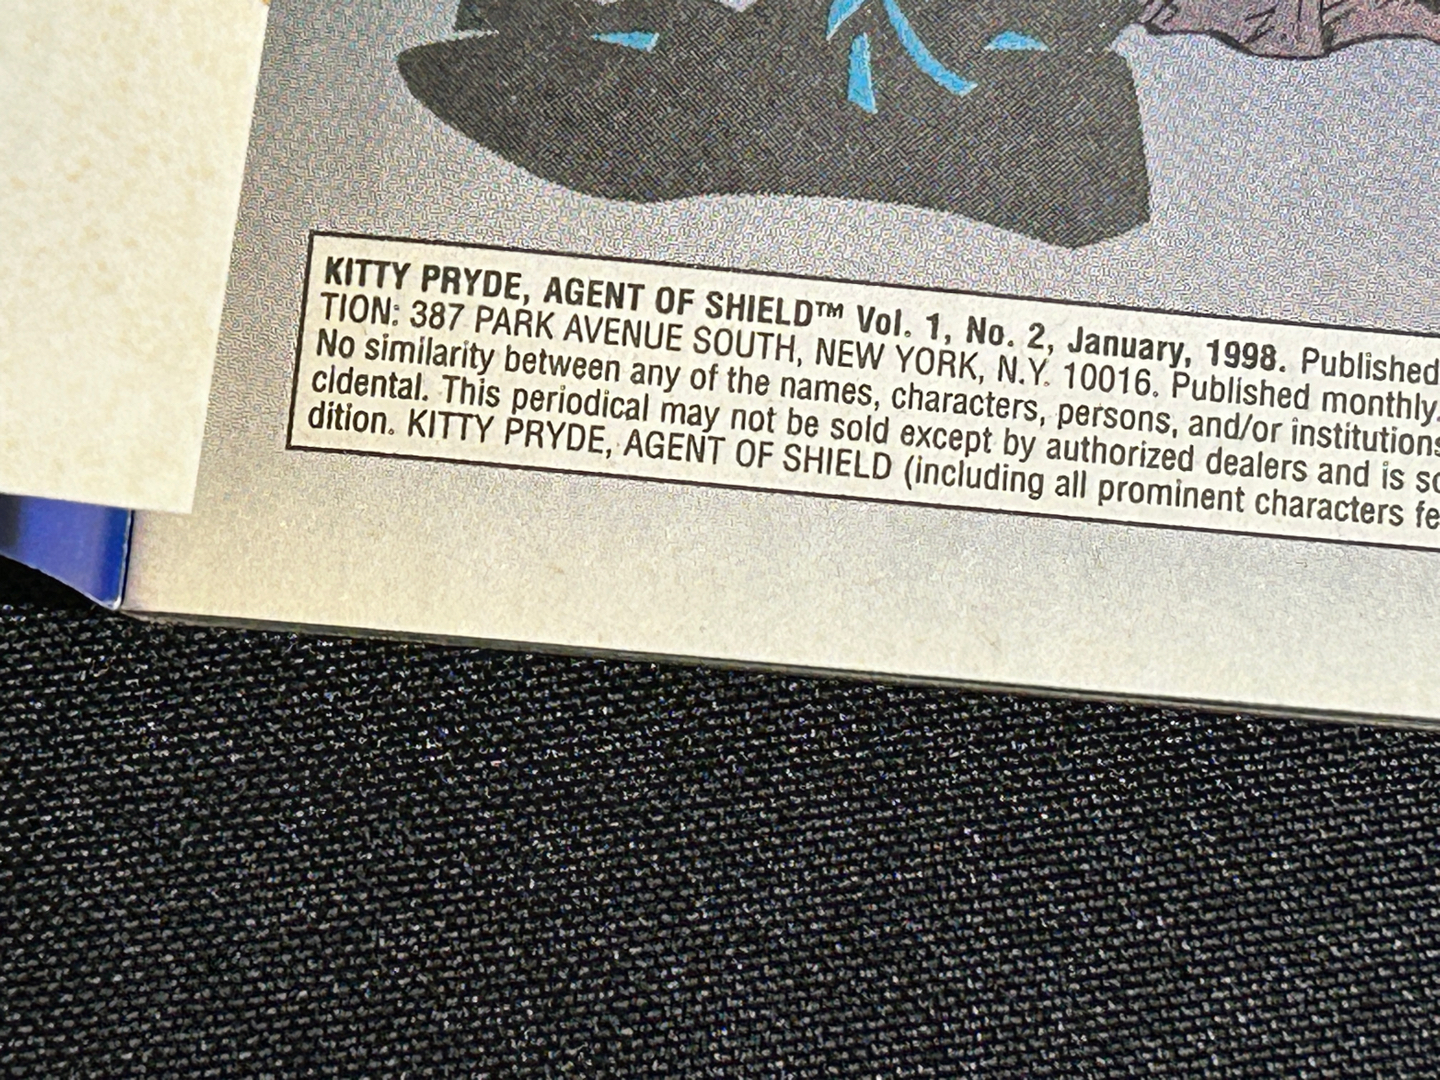 KITTY PRYDE, AGENT OF SHIELD™ Vol. 1, No. 2, January, 1998. Published
TION: 387 PARK AVENUE SOUTH, NEW YORK, N.Y. 10016. Published monthly.
No similarity between any of the names, characters, persons, and/or institutions
cidental. This periodical may not be sold except by authorized dealers and is so
dition. KITTY PRYDE, AGENT OF SHIELD (including all prominent characters fe